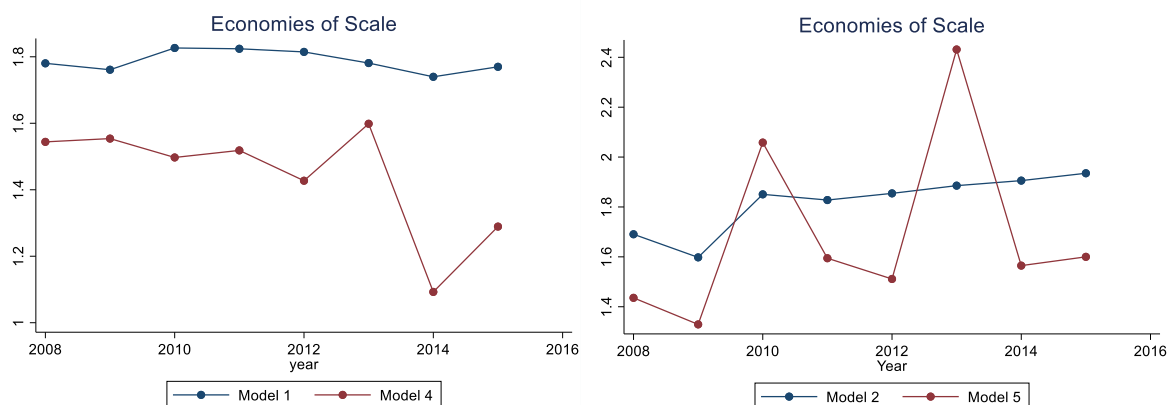 Economies of Scale
1.8
1.6
1.4
1.2
1
2008 2010 2012 2014 2016
year
Model 1 Model 4
Economies of Scale
2.4
2.2
2
1.8
1.6
1.4
2008 2010 2012 2014 2016
Year
Model 2 Model 5